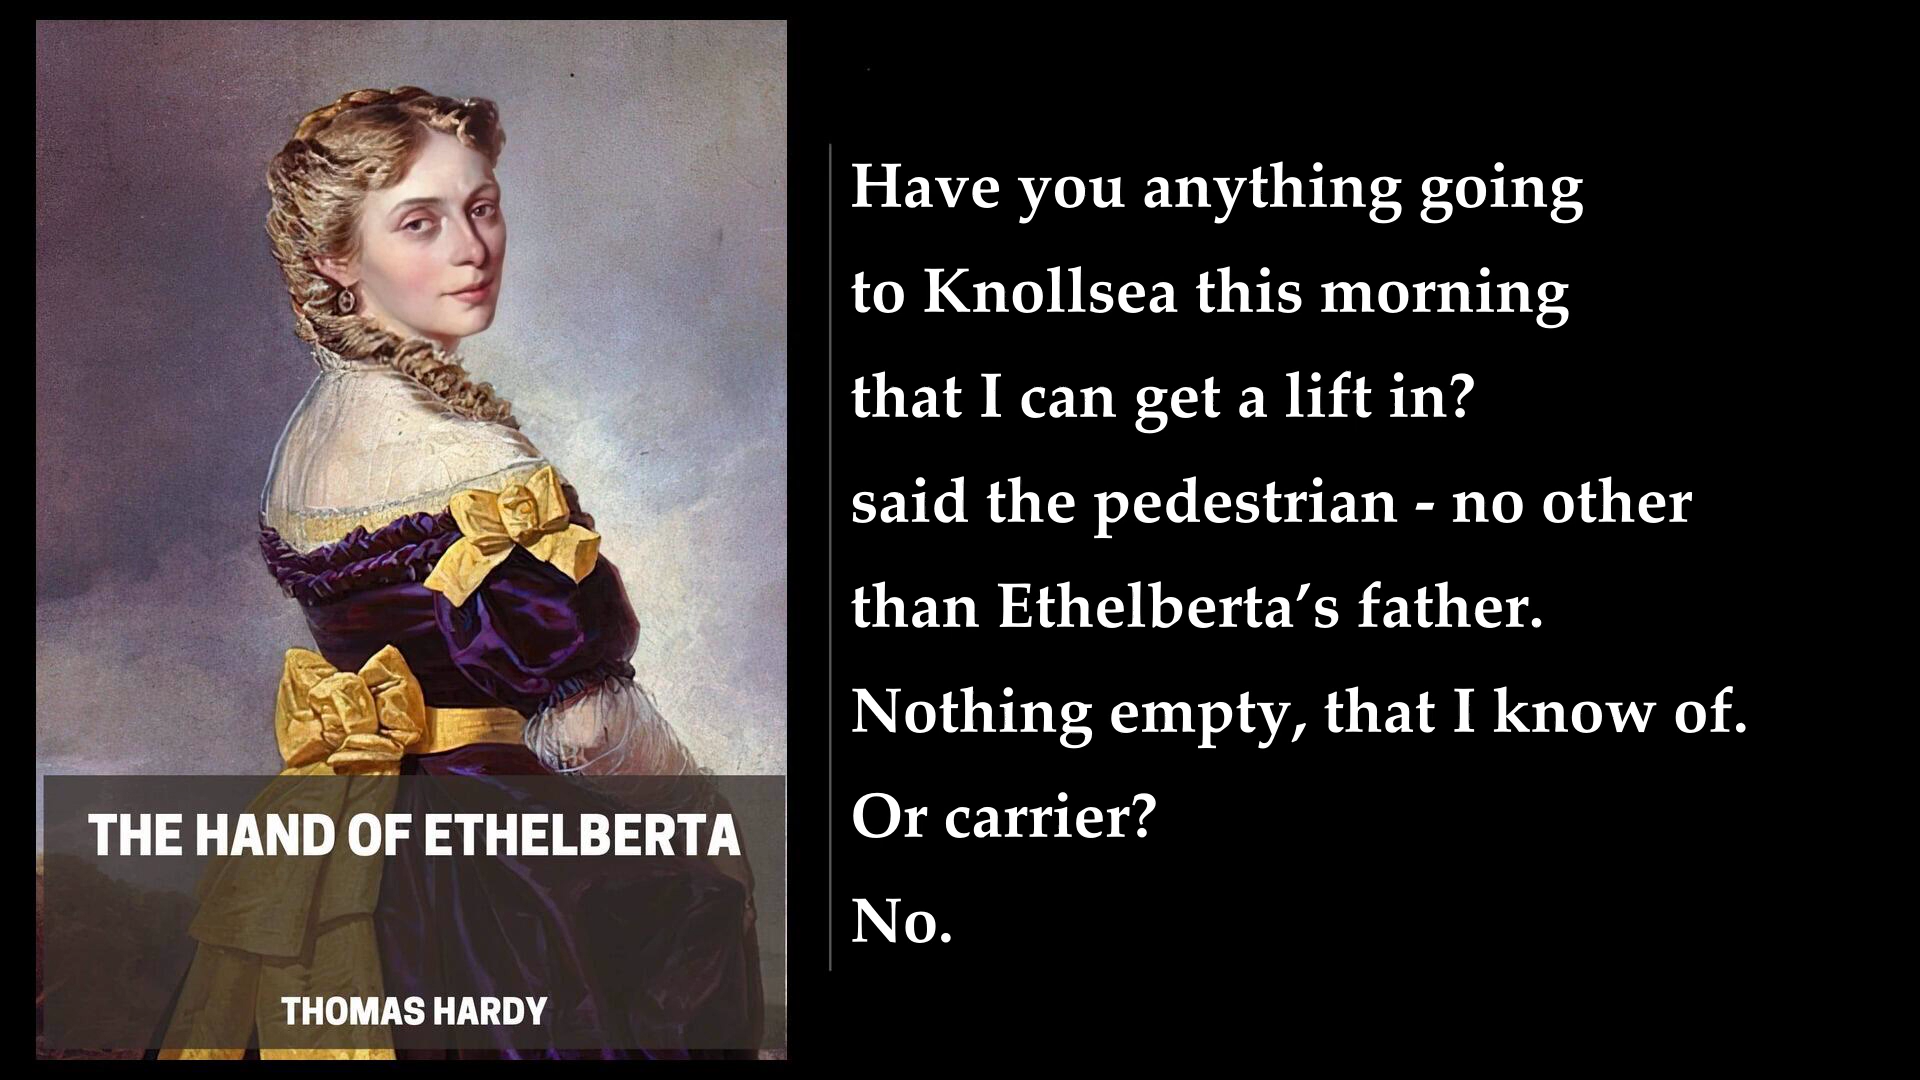 THE HAND OF ETHELBERTA
THOMAS HARDY
Have you anything going
to Knollsea this morning
that I can get a lift in?
said the pedestrian - no other
than Ethelberta’s father.
Nothing empty, that I know of.
Or carrier?
No.